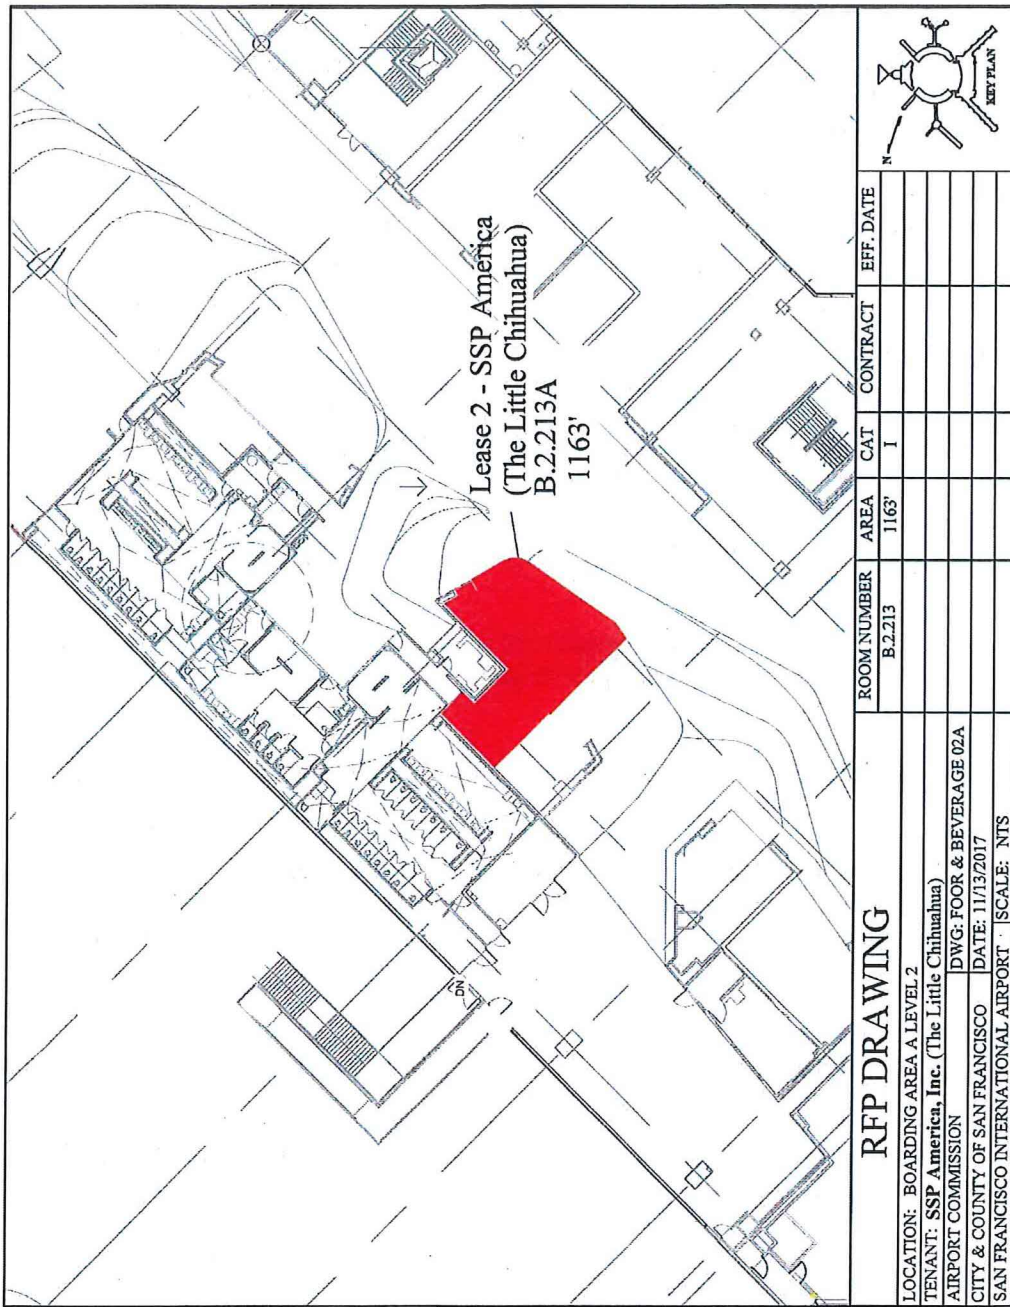 Lease 2 - SSP America
(The Little Chihuahua)
B.2.213A
1163'
DN
RFP DRAWING
LOCATION: BOARDING AREA A LEVEL 2
TENANT: SSP America, Inc. (The Little Chihuahua)
AIRPORT COMMISSION
DWG: FOOR & BEVERAGE 02A
CITY & COUNTY OF SAN FRANCISCO
DATE: 11/13/2017
SAN FRANCISCO INTERNATIONAL AIRPORT
SCALE: NTS
ROOM NUMBER AREA CAT CONTRACT EFF. DATE
B.2.213 1163' I
N
KEY PLAN